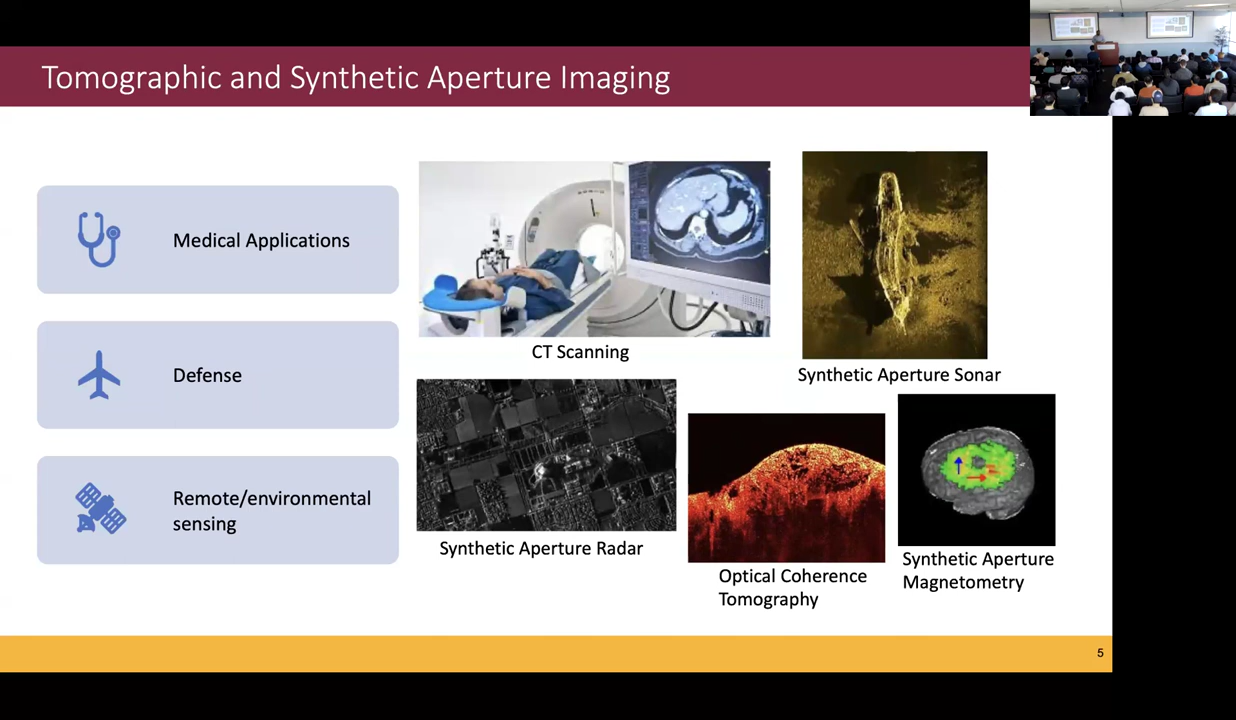 Tomographic and Synthetic Aperture Imaging
Medical Applications
Defense
Remote/environmental
sensing
CT Scanning
Synthetic Aperture Sonar
Synthetic Aperture Radar
Optical Coherence
Tomography
Synthetic Aperture
Magnetometry
5